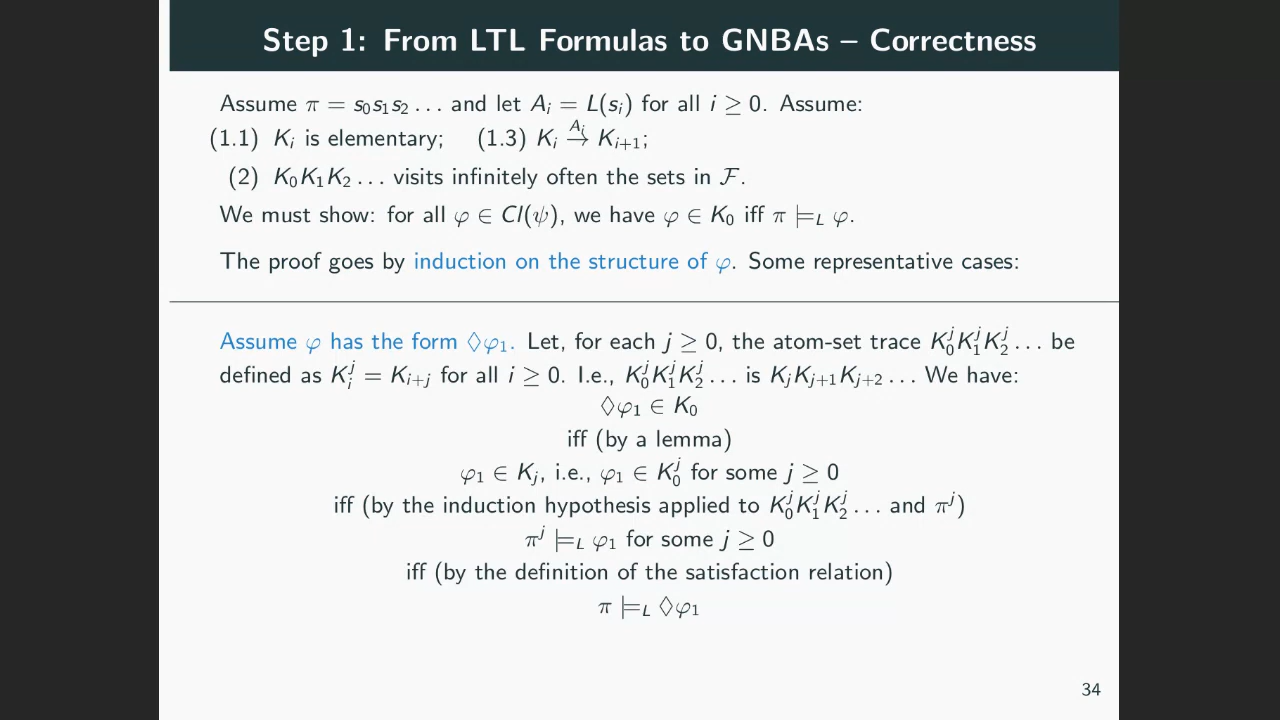 Step 1: From LTL Formulas to GNBAs – Correctness
Assume π = s₀s₁s₂ . . . and let Aᵢ = L(sᵢ) for all i ≥ 0. Assume:
(1.1) Kᵢ is elementary; (1.3) Kᵢ →^{Aᵢ} Kᵢ₊₁;
(2) K₀K₁K₂ . . . visits infinitely often the sets in ℱ.
We must show: for all φ ∈ Cl(ψ), we have φ ∈ K₀ iff π ⊨_L φ.
The proof goes by induction on the structure of φ. Some representative cases:
Assume φ has the form ◊φ₁. Let, for each j ≥ 0, the atom-set trace K₀ʲK₁ʲK₂ʲ . . . be
defined as Kᵢʲ = Kᵢ₊ⱼ for all i ≥ 0. I.e., K₀ʲK₁ʲK₂ʲ . . . is KⱼKⱼ₊₁Kⱼ₊₂ . . . We have:
◊φ₁ ∈ K₀
iff (by a lemma)
φ₁ ∈ Kⱼ, i.e., φ₁ ∈ K₀ʲ for some j ≥ 0
iff (by the induction hypothesis applied to K₀ʲK₁ʲK₂ʲ . . . and πʲ)
πʲ ⊨_L φ₁ for some j ≥ 0
iff (by the definition of the satisfaction relation)
π ⊨_L ◊φ₁
34